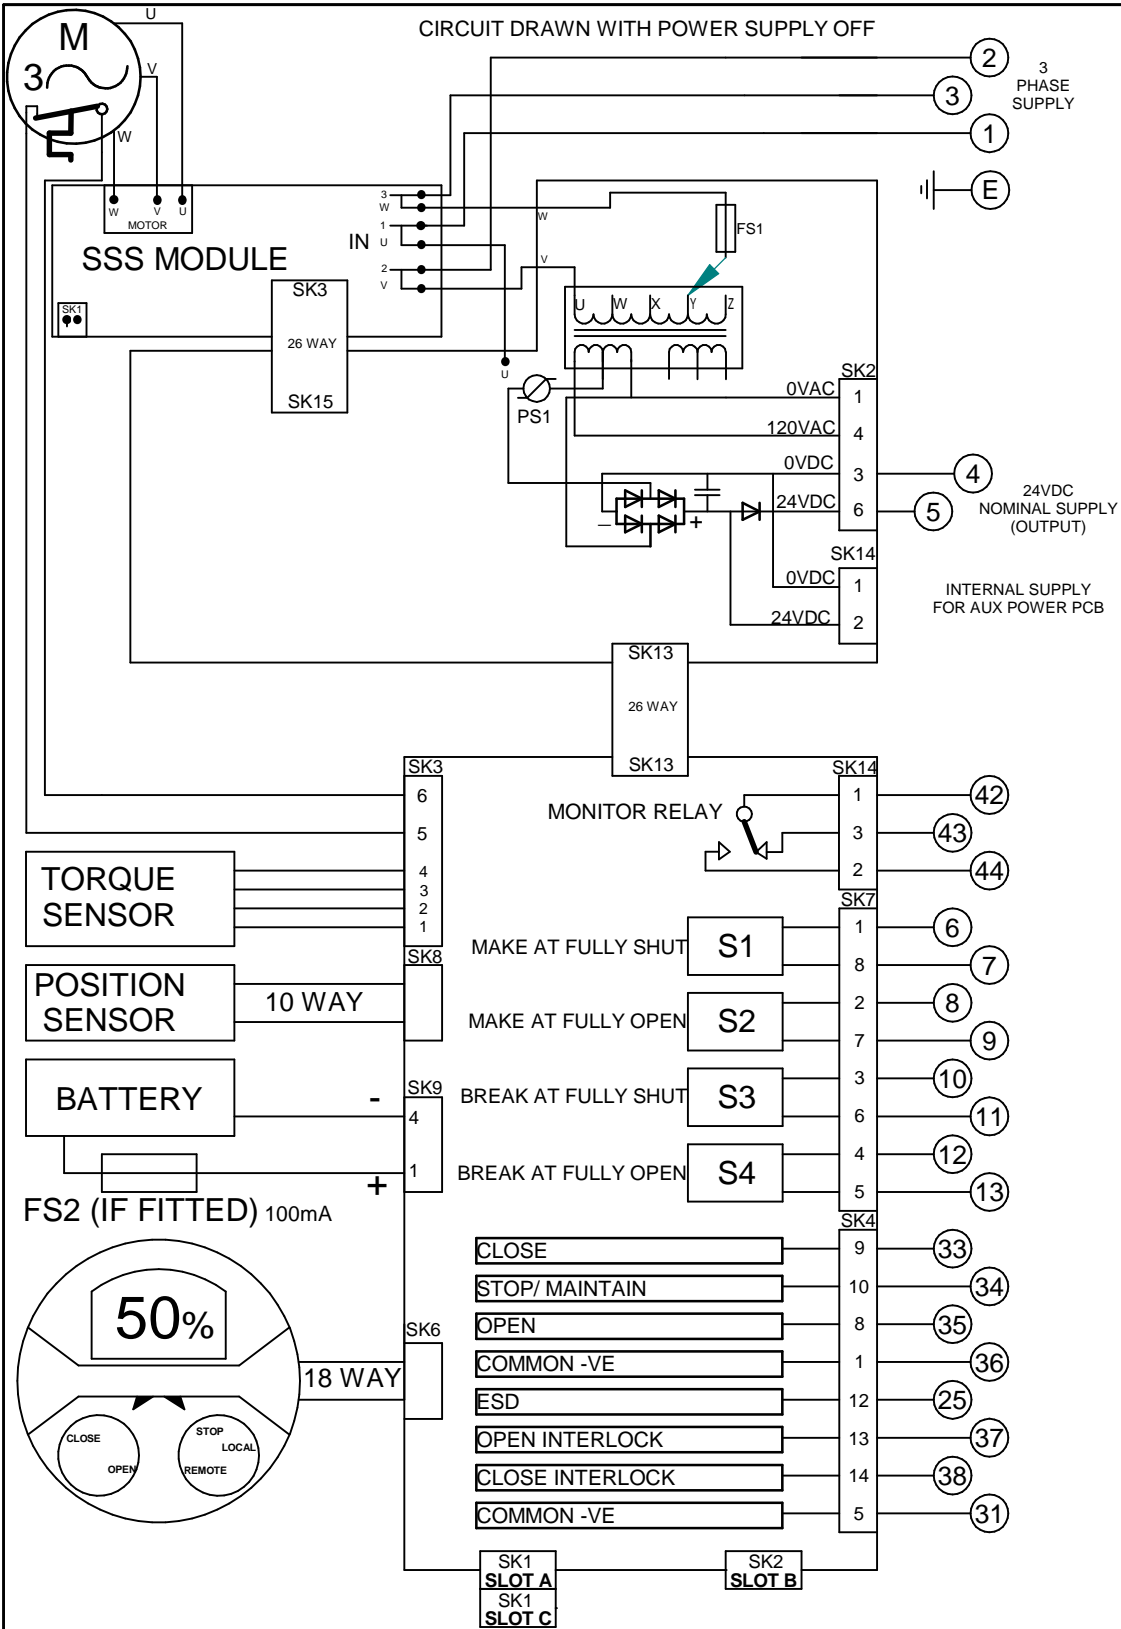 CIRCUIT DRAWN WITH POWER SUPPLY OFF
U
M
3
V
W
2
3
1
3
PHASE
SUPPLY
E
W V U
MOTOR
SSS MODULE
IN
3
W
1
U
2
V
W
V
U
FS1
SK1
SK3
26 WAY
SK15
U W X Y Z
PS1
SK2
0VAC 1
120VAC 4
0VDC 3 4
24VDC 6 5
24VDC
NOMINAL SUPPLY
(OUTPUT)
– +
SK14
0VDC 1
24VDC 2
INTERNAL SUPPLY
FOR AUX POWER PCB
SK13
26 WAY
SK13
SK3
6
5
4
3
2
1
TORQUE
SENSOR
SK8
POSITION
SENSOR
10 WAY
SK9
BATTERY
- 4
+ 1
FS2 (IF FITTED) 100mA
50%
CLOSE
OPEN
STOP
LOCAL
REMOTE
18 WAY
SK6
MONITOR RELAY
SK14
1 42
3 43
2 44
SK7
MAKE AT FULLY SHUT S1
1 6
8 7
MAKE AT FULLY OPEN S2
2 8
7 9
BREAK AT FULLY SHUT S3
3 10
6 11
BREAK AT FULLY OPEN S4
4 12
5 13
SK4
CLOSE 9 33
STOP/ MAINTAIN 10 34
OPEN 8 35
COMMON -VE 1 36
ESD 12 25
OPEN INTERLOCK 13 37
CLOSE INTERLOCK 14 38
COMMON -VE 5 31
SK1
SLOT A
SK1
SLOT C
SK2
SLOT B